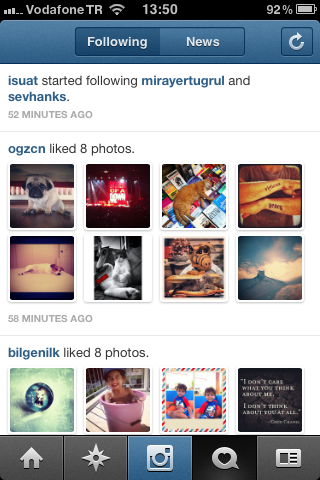 Vodafone TR 13:50 92%
Following News
isuat started following mirayertugrul and
sevhanks.
52 MINUTES AGO
ogzcn liked 8 photos.
58 MINUTES AGO
bilgenilk liked 8 photos.
"I DON'T CARE
WHAT YOU THINK
ABOUT ME.
I DON'T THINK
ABOUT YOU AT ALL."